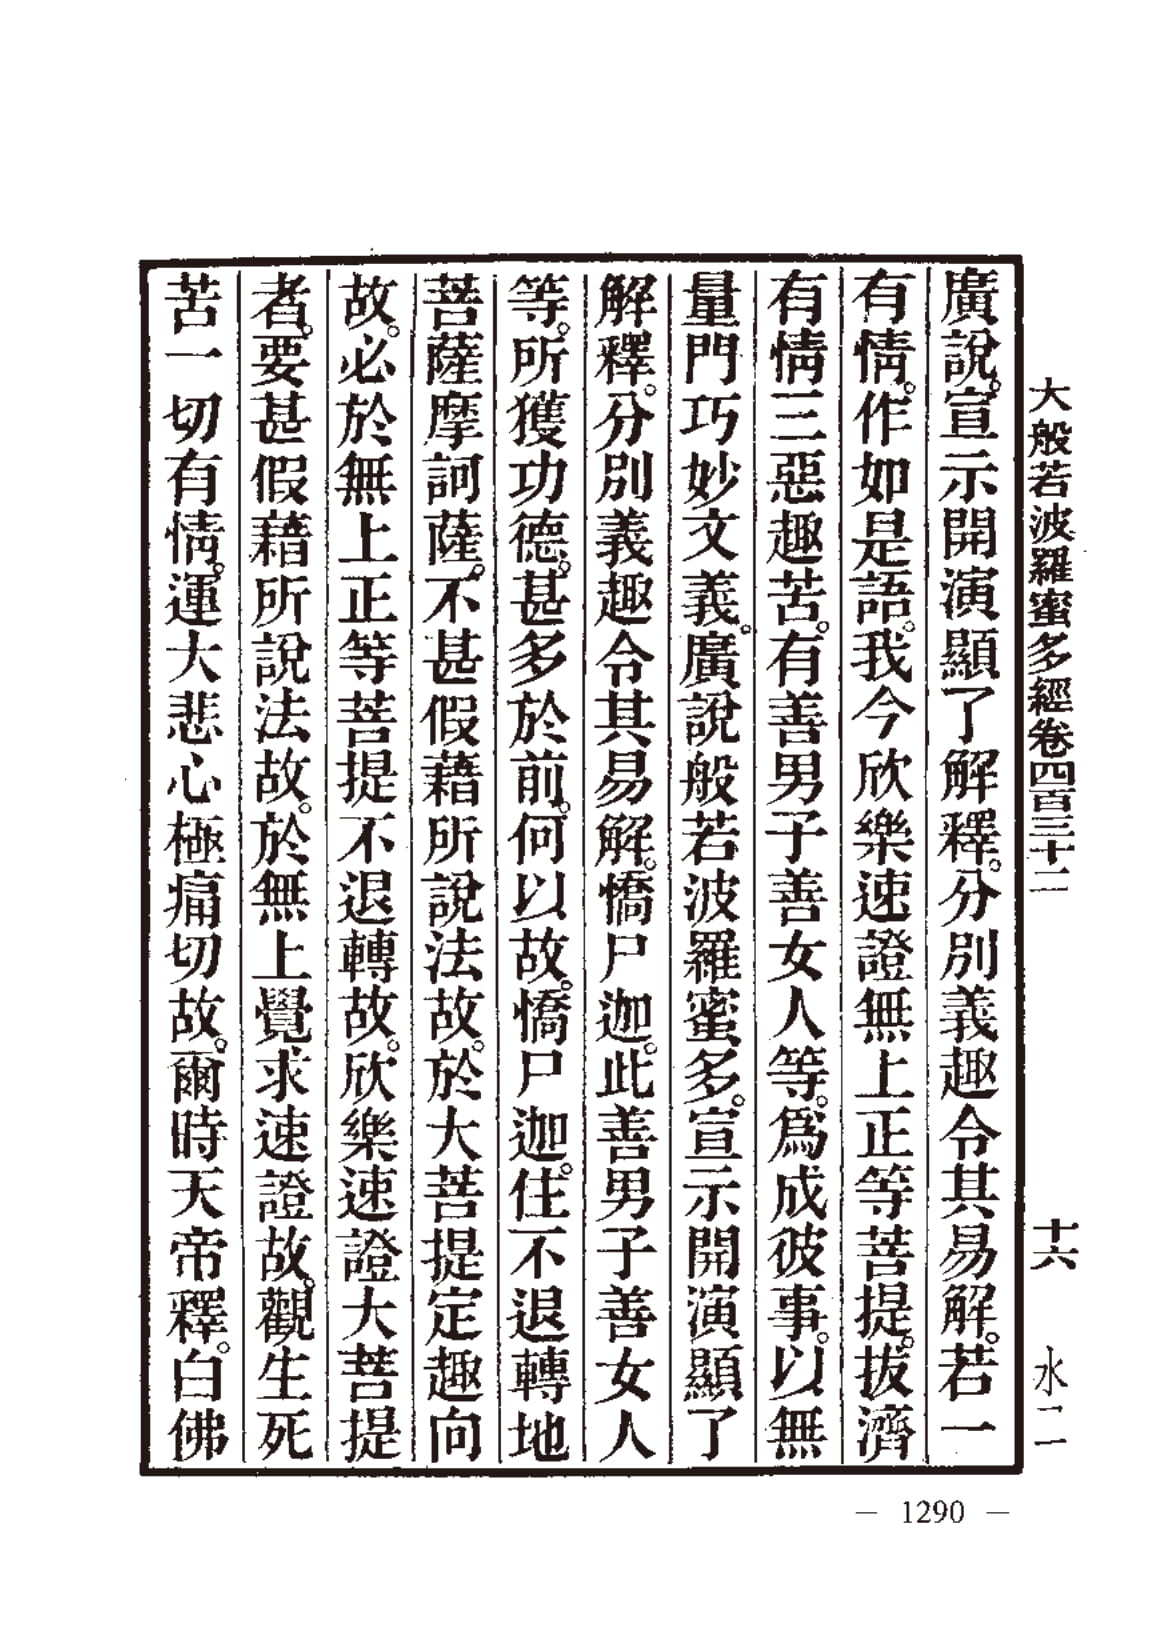 大般若波羅蜜多經卷四百三十二 十六 水二
廣說。宣示開演顯了解釋。分別義趣令其易解。若一
有情。作如是語。我今欣樂速證無上正等菩提。拔濟
有情三惡趣苦。有善男子善女人等。爲成彼事。以無
量門巧妙文義。廣說般若波羅蜜多。宣示開演顯了
解釋。分別義趣令其易解。憍尸迦。此善男子善女人
等。所獲功德。甚多於前。何以故。憍尸迦。住不退轉地
菩薩摩訶薩。不甚假藉所說法故。於大菩提定趣向
故。必於無上正等菩提不退轉故。欣樂速證大菩提
者。要甚假藉所說法故。於無上覺求速證故。觀生死
苦一切有情。運大悲心極痛切故。爾時天帝釋。白佛
— 1290 —